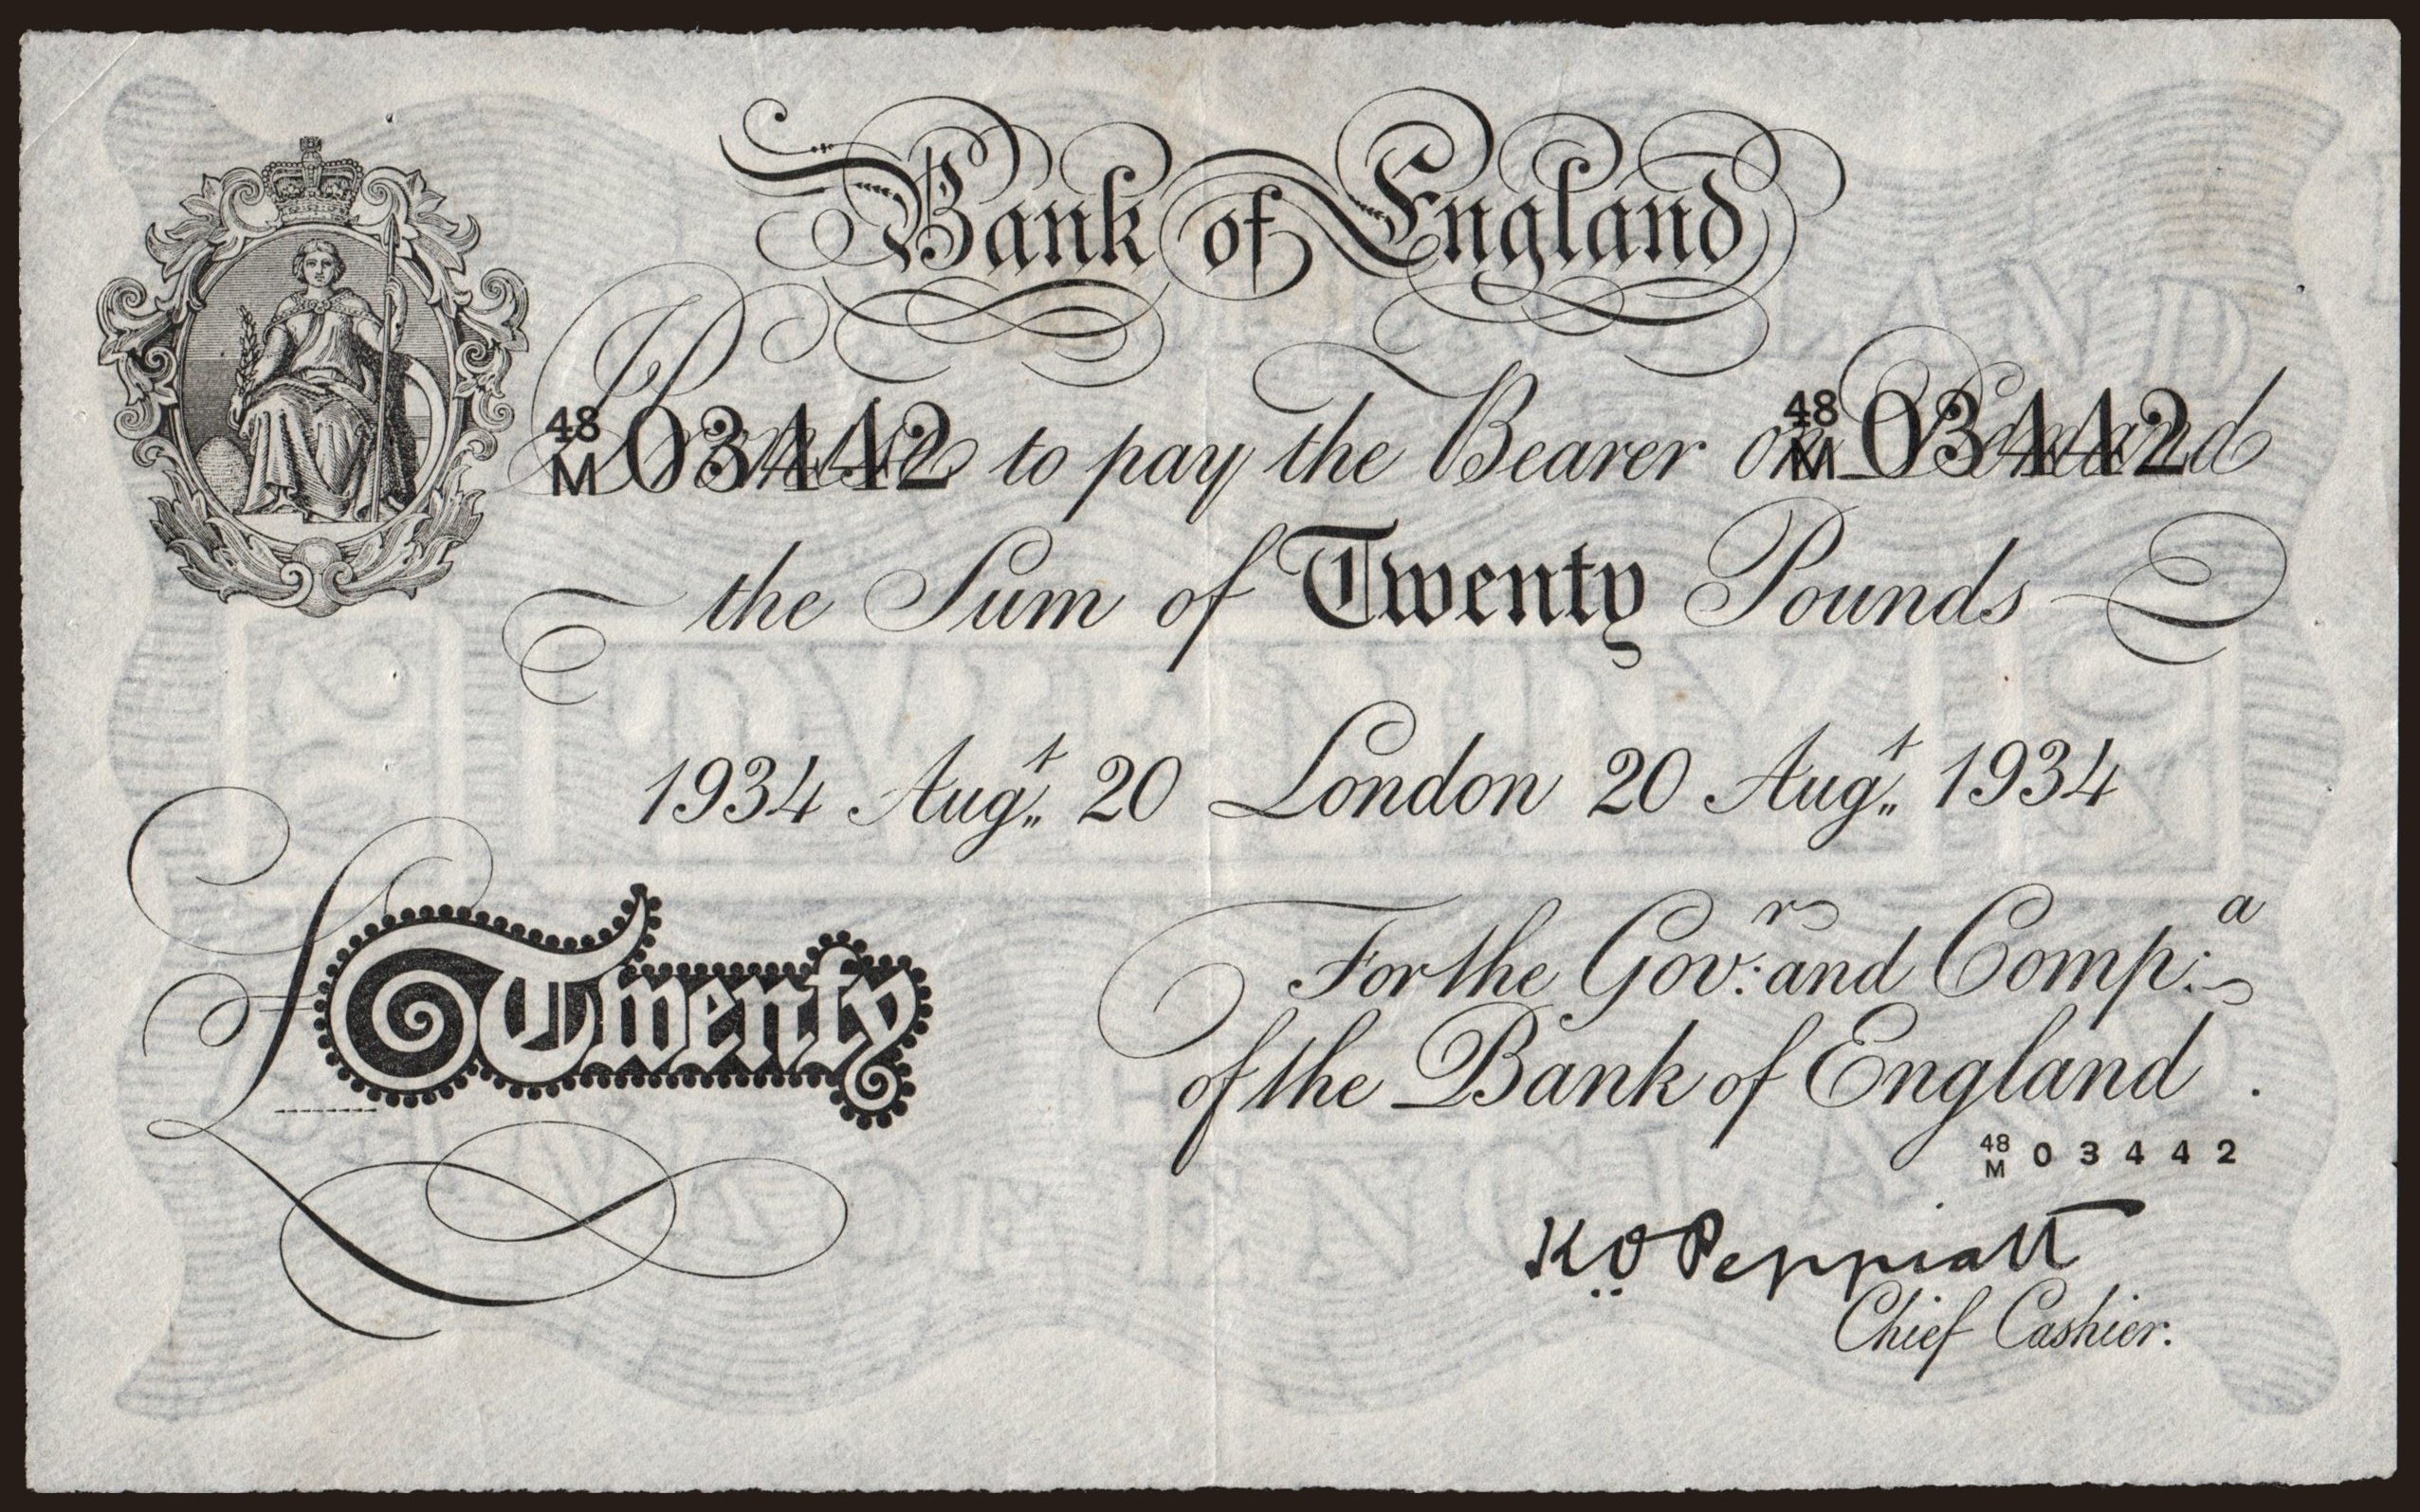 Bank of England
48 M 03442
I Promise to pay the Bearer on Demand
48 M 03442
the Sum of Twenty Pounds
1934 Augt. 20 London 20 Augt. 1934
For the Govr: and Compa:
£ Twenty
of the Bank of England.
48 M 03442
K O Peppiatt
Chief Cashier.